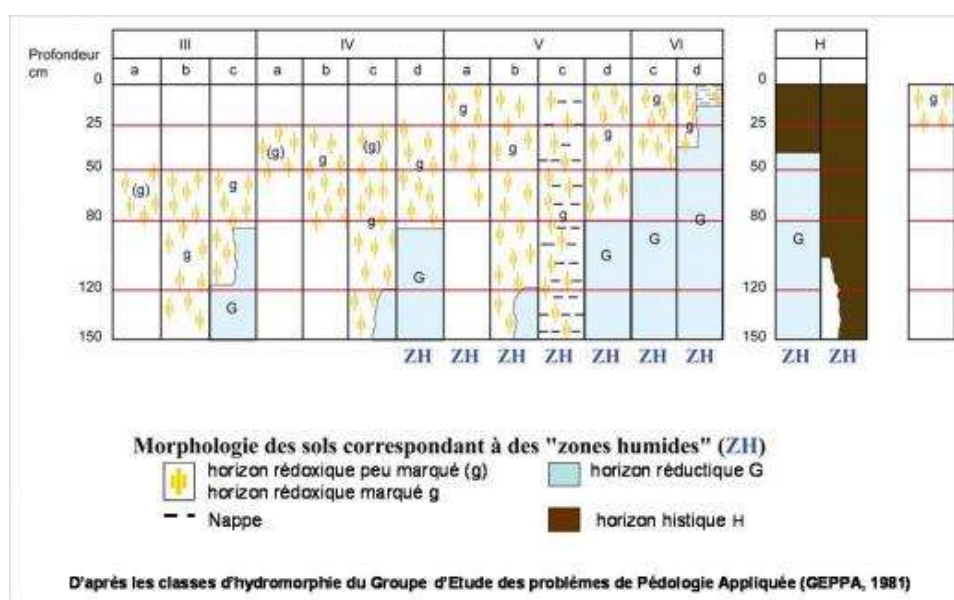 III IV V VI H
Profondeur
cm
a b c a b c d a b c d c d
0 0
g g g g
25 25
(g) g (g) g g g g
50 50
(g) g g
80 80
g g g G G G G G
120 120
G
150 150
ZH ZH ZH ZH ZH ZH ZH ZH ZH
Morphologie des sols correspondant à des "zones humides" (ZH)
horizon rédoxique peu marqué (g)
horizon rédoxique marqué g
Nappe
horizon réductique G
horizon histique H
D'après les classes d'hydromorphie du Groupe d'Etude des problèmes de Pédologie Appliquée (GEPPA, 1981)